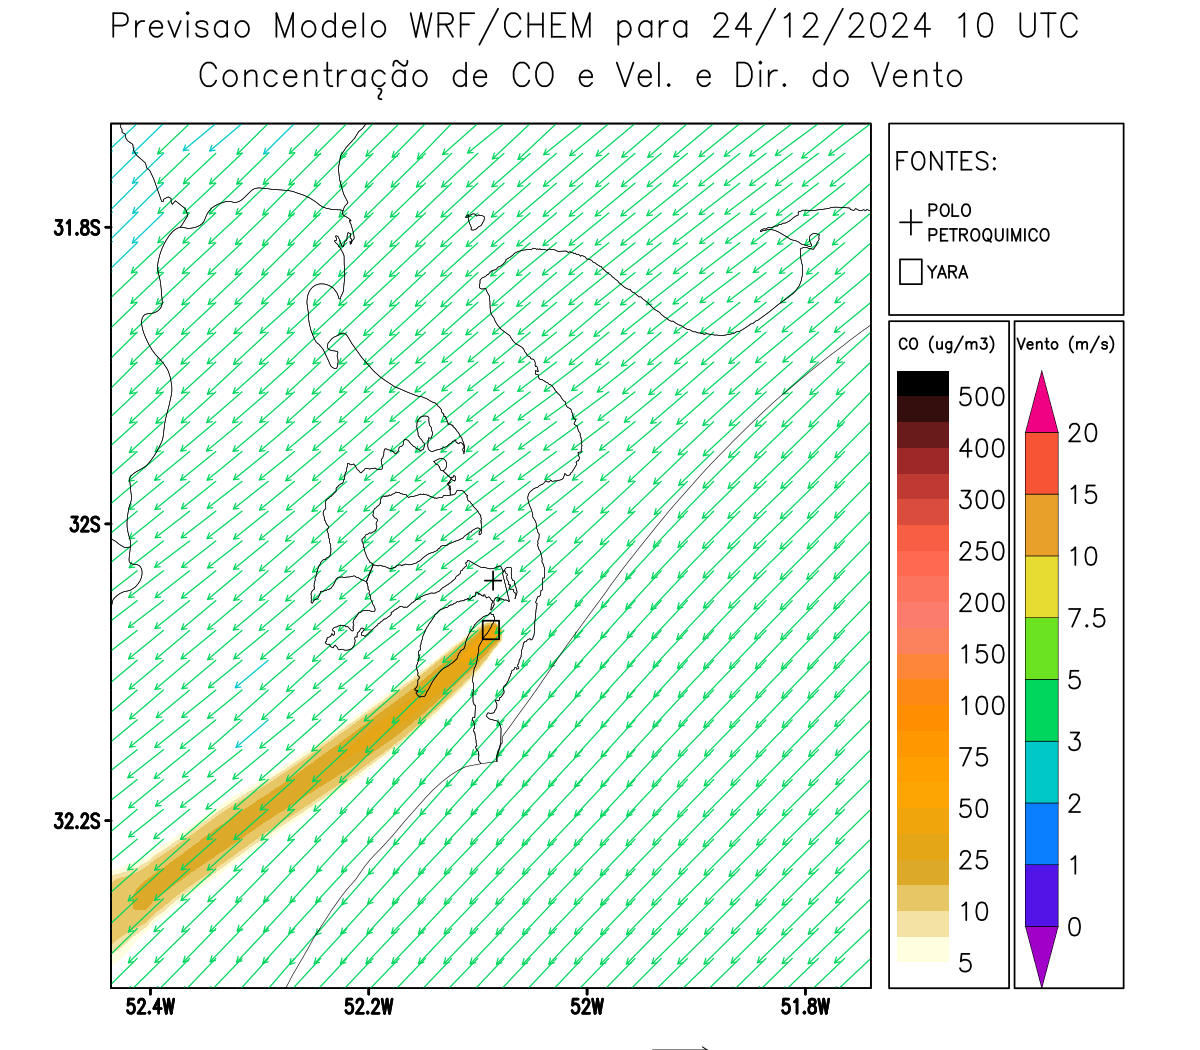 Previsao Modelo WRF/CHEM para 24/12/2024 10 UTC
Concentração de CO e Vel. e Dir. do Vento
FONTES:
POLO
PETROQUIMICO
YARA
CO (ug/m3)
500
400
300
250
200
150
100
75
50
25
10
5
Vento (m/s)
20
15
10
7.5
5
3
2
1
0
31.8S
32S
32.2S
52.4W
52.2W
52W
51.8W